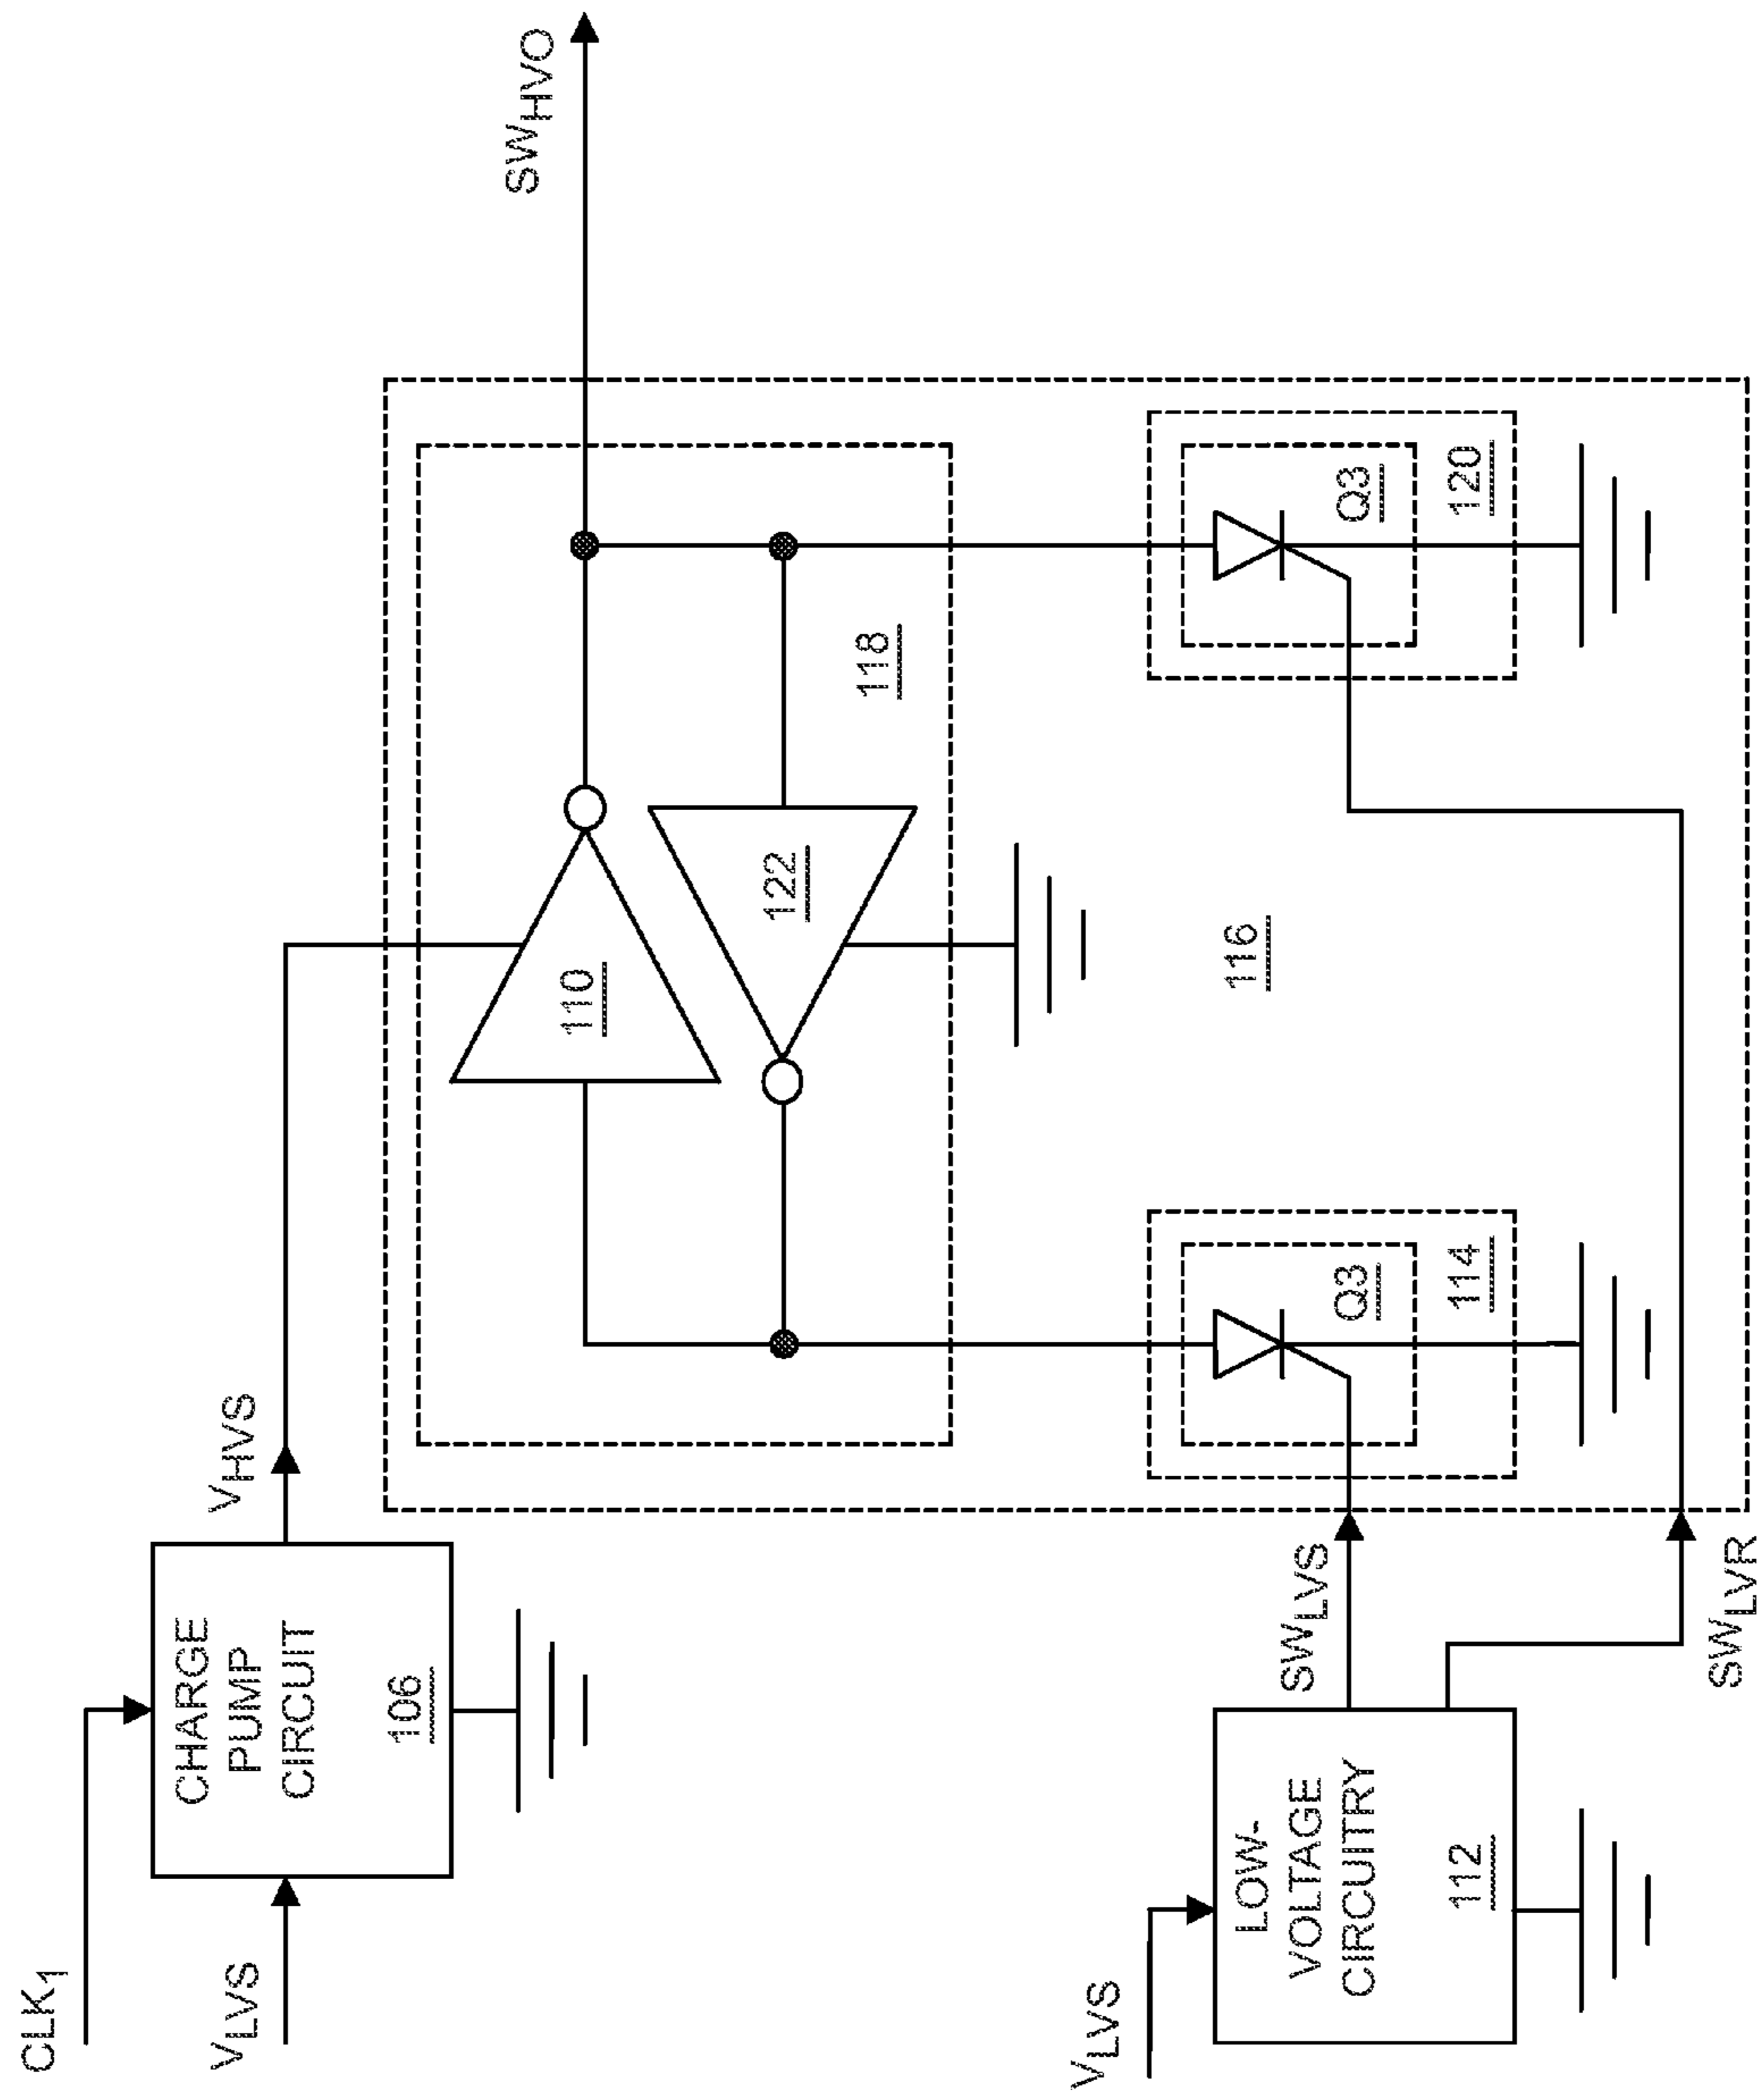 CLK1
VLVS
CHARGE
PUMP
CIRCUIT
106
VHVS
SWHVO
110
122
118
116
VLVS
LOW-
VOLTAGE
CIRCUITRY
112
SWLVS
SWLVR
Q3
114
Q3
120